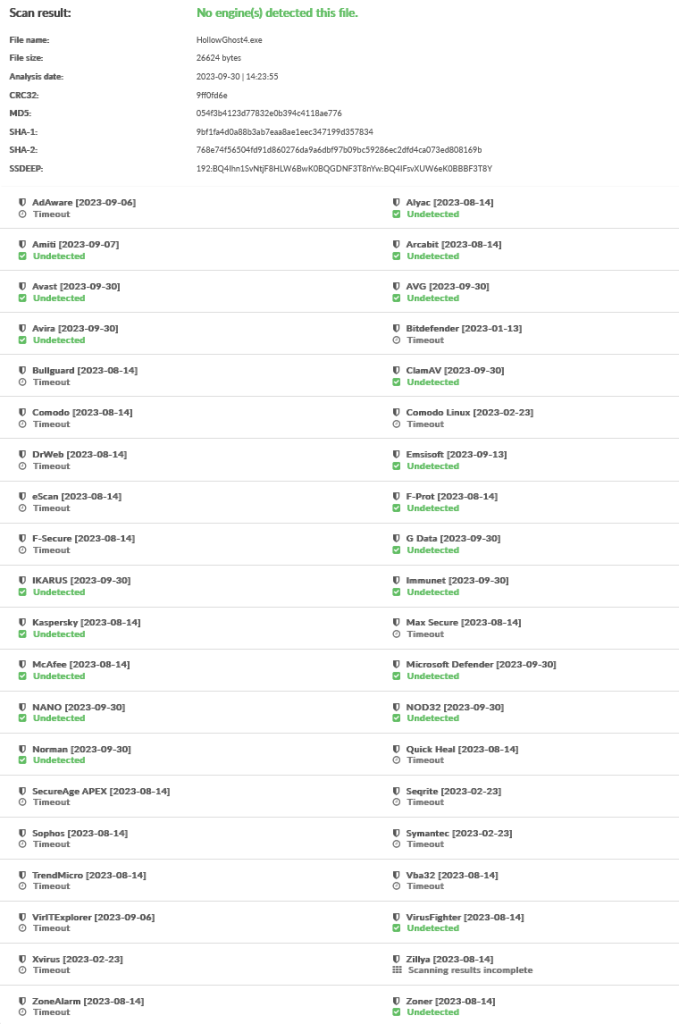 Scan result: No engine(s) detected this file.
File name: HollowGhost4.exe
File size: 26624 bytes
Analysis date: 2023-09-30 | 14:23:55
CRC32: 9ff0fd6e
MD5: 054f3b4123d77832e0b394c4118ae776
SHA-1: 9bf1fa4d0a88b3ab7eaa8ae1eec347199d357834
SHA-2: 768e74f56504fd91d860276da9a6dbf97b09bc59286ec2dfd4ca073ed808169b
SSDEEP: 192:BQ4Ihn1SvNtjF8HLW6BwK0BQGDNF3T8nYw:BQ4IFsvXUW6eK0BBBF3T8Y
AdAware [2023-09-06] Alyac [2023-08-14]
Timeout Undetected
Amiti [2023-09-07] Arcabit [2023-08-14]
Undetected Undetected
Avast [2023-09-30] AVG [2023-09-30]
Undetected Undetected
Avira [2023-09-30] Bitdefender [2023-01-13]
Undetected Timeout
Bullguard [2023-08-14] ClamAV [2023-09-30]
Timeout Undetected
Comodo [2023-08-14] Comodo Linux [2023-02-23]
Timeout Timeout
DrWeb [2023-08-14] Emsisoft [2023-09-13]
Timeout Undetected
eScan [2023-08-14] F-Prot [2023-08-14]
Timeout Undetected
F-Secure [2023-08-14] G Data [2023-09-30]
Timeout Undetected
IKARUS [2023-09-30] Immunet [2023-09-30]
Undetected Undetected
Kaspersky [2023-08-14] Max Secure [2023-08-14]
Undetected Timeout
McAfee [2023-08-14] Microsoft Defender [2023-09-30]
Undetected Undetected
NANO [2023-09-30] NOD32 [2023-09-30]
Undetected Undetected
Norman [2023-09-30] Quick Heal [2023-08-14]
Undetected Timeout
SecureAge APEX [2023-08-14] Seqrite [2023-02-23]
Timeout Timeout
Sophos [2023-08-14] Symantec [2023-02-23]
Timeout Timeout
TrendMicro [2023-08-14] Vba32 [2023-08-14]
Timeout Timeout
VirITExplorer [2023-09-06] VirusFighter [2023-08-14]
Timeout Undetected
Xvirus [2023-02-23] Zillya [2023-08-14]
Timeout Scanning results incomplete
ZoneAlarm [2023-08-14] Zoner [2023-08-14]
Timeout Undetected